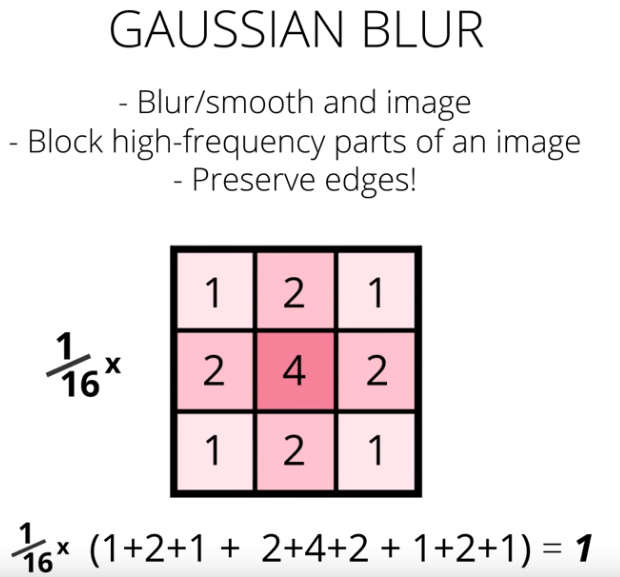 GAUSSIAN BLUR
- Blur/smooth and image
- Block high-frequency parts of an image
- Preserve edges!
1 2 1
1/16 x 2 4 2
1 2 1
1/16 x (1+2+1 + 2+4+2 + 1+2+1) = 1